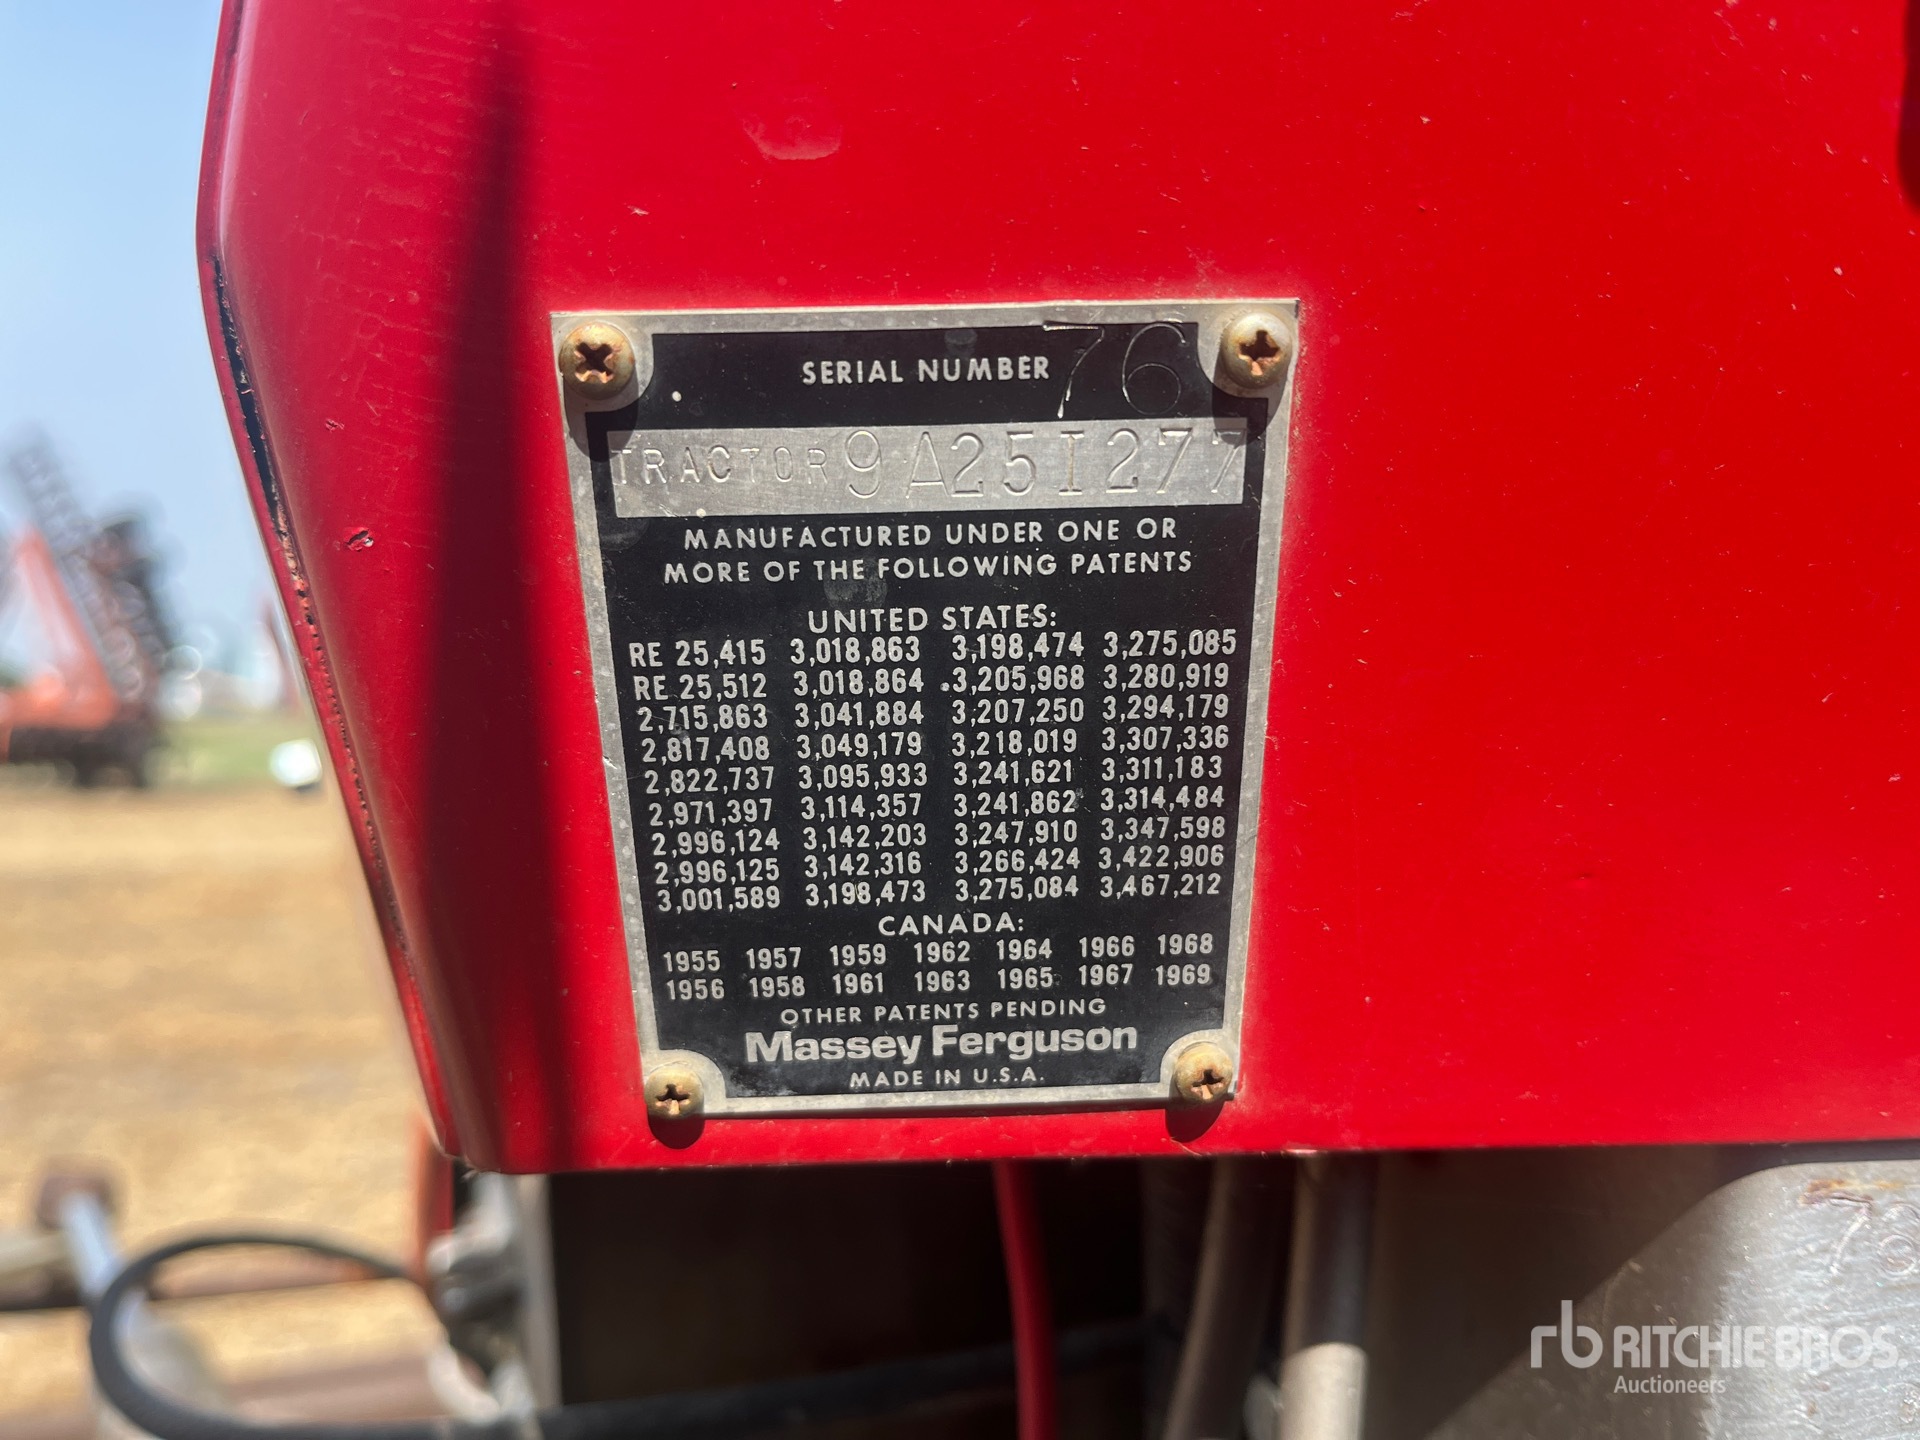 SERIAL NUMBER 76
TRACTOR 9A251277
MANUFACTURED UNDER ONE OR
MORE OF THE FOLLOWING PATENTS
UNITED STATES:
RE 25,415 3,018,863 3,198,474 3,275,085
RE 25,512 3,018,864 3,205,968 3,280,919
2,715,863 3,041,884 3,207,250 3,294,179
2,817,408 3,049,179 3,218,019 3,307,336
2,822,737 3,095,933 3,241,621 3,311,183
2,971,397 3,114,357 3,241,862 3,314,484
2,996,124 3,142,203 3,247,910 3,347,598
2,996,125 3,142,316 3,266,424 3,422,906
3,001,589 3,198,473 3,275,084 3,467,212
CANADA:
1955 1957 1959 1962 1964 1966 1968
1956 1958 1961 1963 1965 1967 1969
OTHER PATENTS PENDING
Massey Ferguson
MADE IN U.S.A.
rb RITCHIE BROS.
Auctioneers